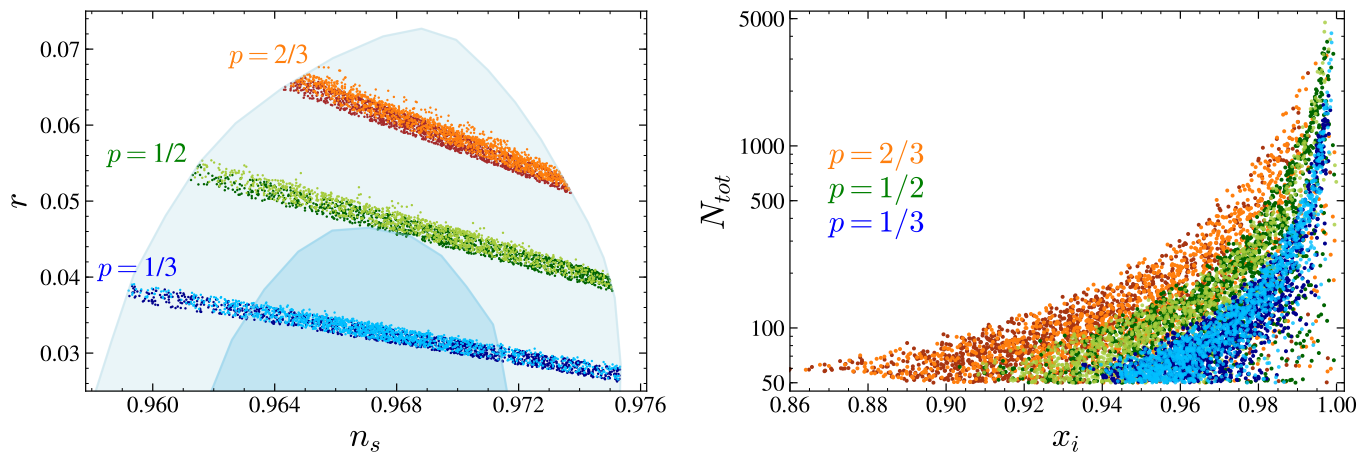 0.07
0.06
0.05
0.04
0.03
r
p = 2/3
p = 1/2
p = 1/3
0.960 0.964 0.968 0.972 0.976
n_s
5000
1000
500
100
50
N_tot
p = 2/3
p = 1/2
p = 1/3
0.86 0.88 0.90 0.92 0.94 0.96 0.98 1.00
x_i